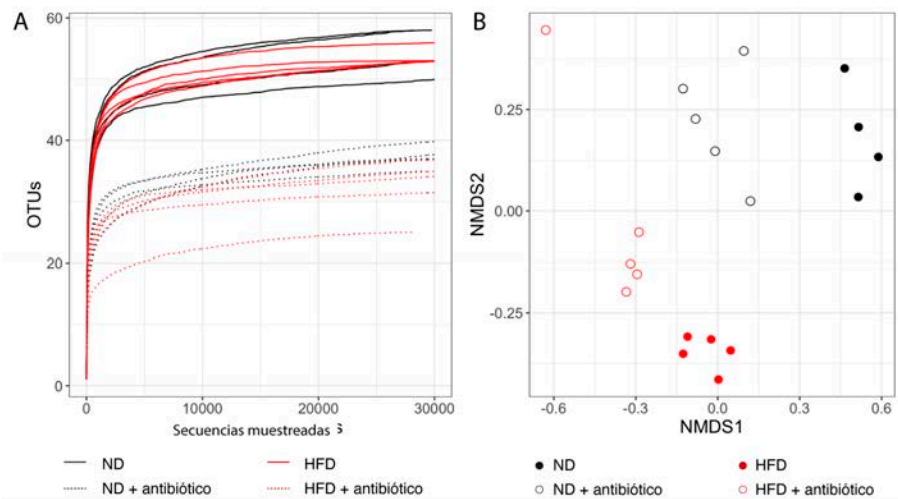 A
60
40
20
0
OTUs
0 10000 20000 30000
Secuencias muestreadas s
ND HFD
ND + antibiótico HFD + antibiótico
B
0.25
0.00
-0.25
NMDS2
-0.6 -0.3 0.0 0.3 0.6
NMDS1
ND HFD
ND + antibiótico HFD + antibiótico